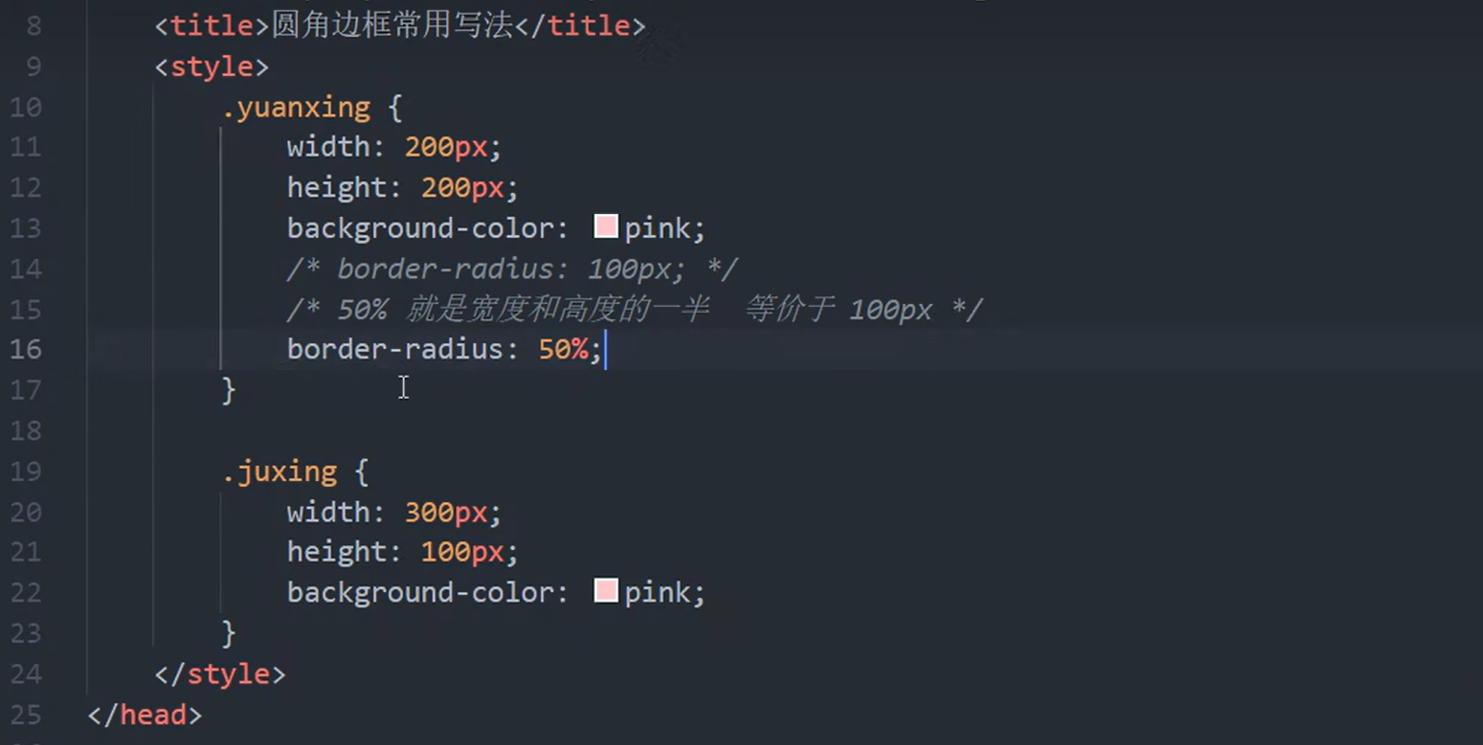 8 <title>圆角边框常用写法</title>
9 <style>
10 .yuanxing {
11 width: 200px;
12 height: 200px;
13 background-color: pink;
14 /* border-radius: 100px; */
15 /* 50% 就是宽度和高度的一半  等价于 100px */
16 border-radius: 50%;
17 }
18
19 .juxing {
20 width: 300px;
21 height: 100px;
22 background-color: pink;
23 }
24 </style>
25 </head>